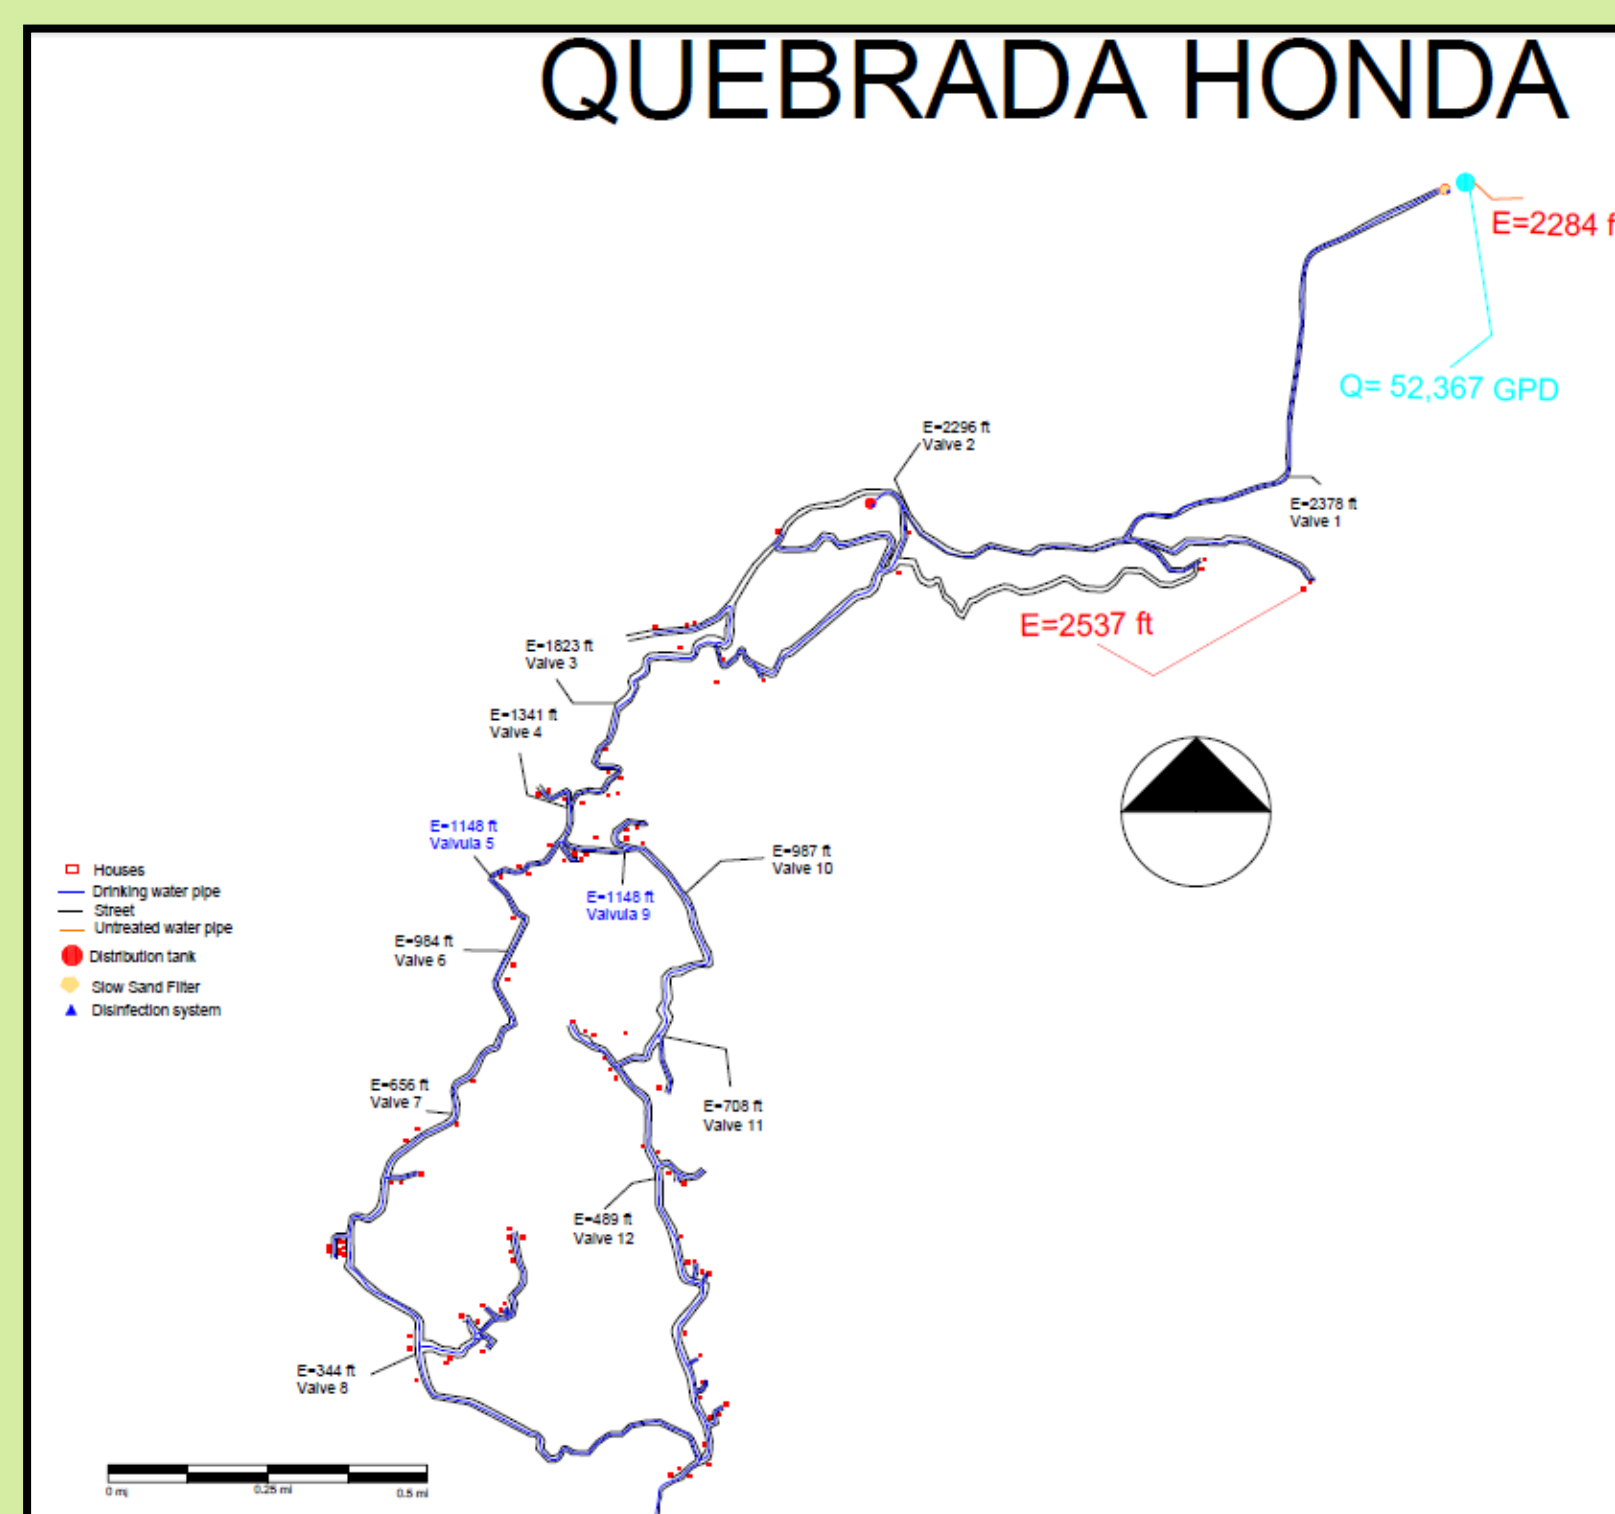 QUEBRADA HONDA
E=2284 f
Q= 52,367 GPD
E=2296 ft
Valve 2
E=2378 ft
Valve 1
E=2537 ft
E=1823 ft
Valve 3
E=1341 ft
Valve 4
E=1148 ft
Valvula 5
E=987 ft
Valve 10
E=1148 ft
Valvula 9
Houses
Drinking water pipe
Street
Untreated water pipe
Distribution tank
Slow Sand Filter
Disinfection system
E=984 ft
Valve 6
E=656 ft
Valve 7
E=708 ft
Valve 11
E=489 ft
Valve 12
E=344 ft
Valve 8
0 mi
0.25 mi
0.5 mi